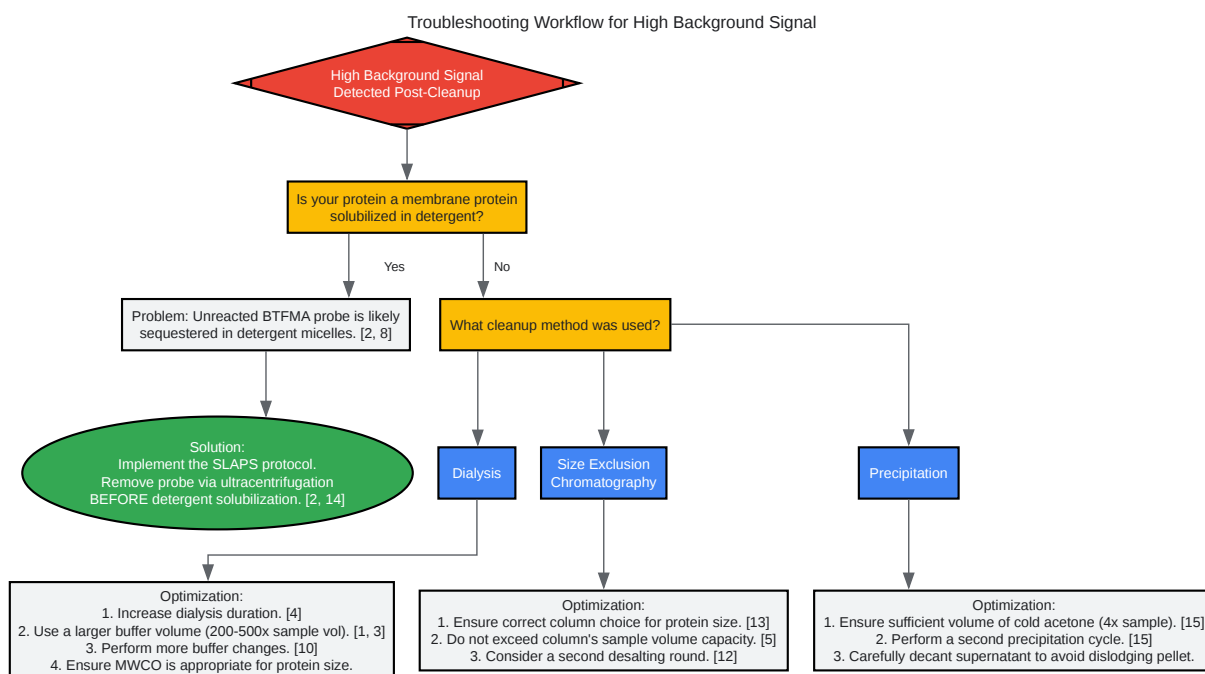 Troubleshooting Workflow for High Background Signal
High Background Signal
Detected Post-Cleanup
Is your protein a membrane protein
solubilized in detergent?
Yes
No
Problem: Unreacted BTFMA probe is likely
sequestered in detergent micelles. [2, 8]
What cleanup method was used?
Solution:
Implement the SLAPS protocol.
Remove probe via ultracentrifugation
BEFORE detergent solubilization. [2, 14]
Dialysis
Size Exclusion
Chromatography
Precipitation
Optimization:
1. Increase dialysis duration. [4]
2. Use a larger buffer volume (200-500x sample vol). [1, 3]
3. Perform more buffer changes. [10]
4. Ensure MWCO is appropriate for protein size.
Optimization:
1. Ensure correct column choice for protein size. [13]
2. Do not exceed column's sample volume capacity. [5]
3. Consider a second desalting round. [12]
Optimization:
1. Ensure sufficient volume of cold acetone (4x sample). [15]
2. Perform a second precipitation cycle. [15]
3. Carefully decant supernatant to avoid dislodging pellet.